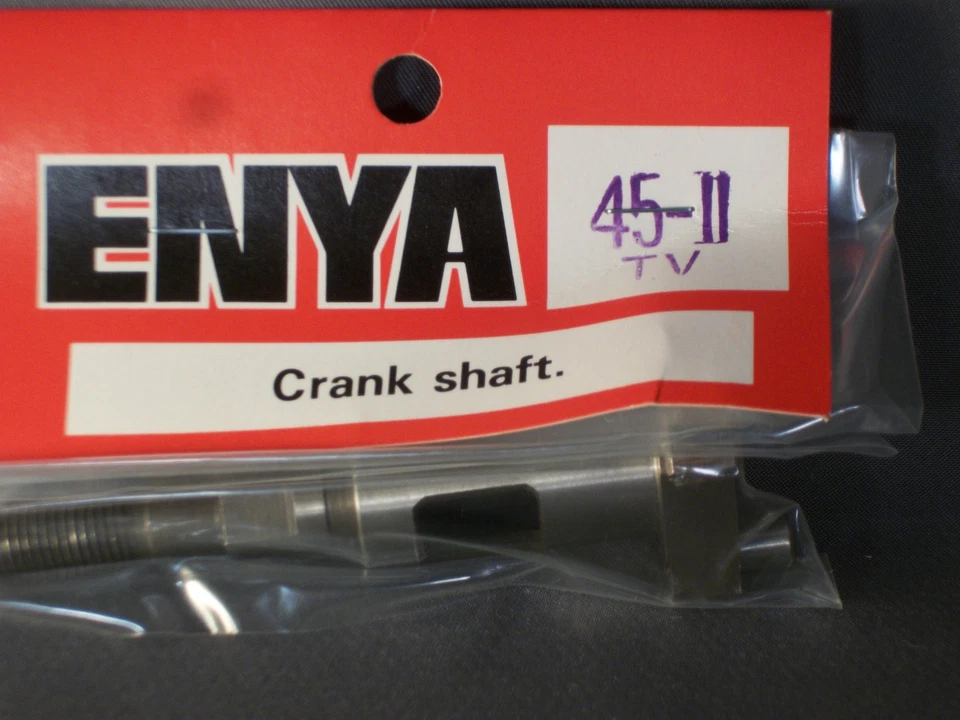 ENYA
45-II
TV
Crank shaft.